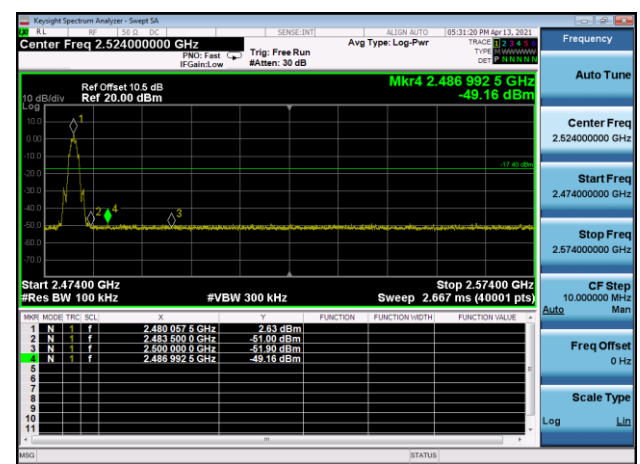 Keysight Spectrum Analyzer - Swept SA
RL RF 50 Ω DC SENSE:INT ALIGN AUTO 05:31:20 PM Apr 13, 2021
Center Freq 2.524000000 GHz
PNO: Fast
IFGain:Low
Trig: Free Run
#Atten: 30 dB
Avg Type: Log-Pwr
TRACE 1 2 3 4 5 6
TYPE M WWWWW
DET P N N N N N
Frequency
Ref Offset 10.5 dB
10 dB/div Ref 20.00 dBm
Log
Mkr4 2.486 992 5 GHz
-49.16 dBm
10.0
0.00
-10.0
-20.0
-30.0
-40.0
-50.0
-60.0
-70.0
1
2
4
3
-17.40 dBm
Start 2.47400 GHz
Stop 2.57400 GHz
#Res BW 100 kHz
#VBW 300 kHz
Sweep 2.667 ms (40001 pts)
MKR MODE TRC SCL X Y FUNCTION FUNCTION WIDTH FUNCTION VALUE
1 N 1 f 2.480 057 5 GHz 2.63 dBm
2 N 1 f 2.483 500 0 GHz -51.00 dBm
3 N 1 f 2.500 000 0 GHz -51.90 dBm
4 N 1 f 2.486 992 5 GHz -49.16 dBm
5
6
7
8
9
10
11
MSG STATUS
Auto Tune
Center Freq
2.524000000 GHz
Start Freq
2.474000000 GHz
Stop Freq
2.574000000 GHz
CF Step
10.000000 MHz
Auto Man
Freq Offset
0 Hz
Scale Type
Log Lin